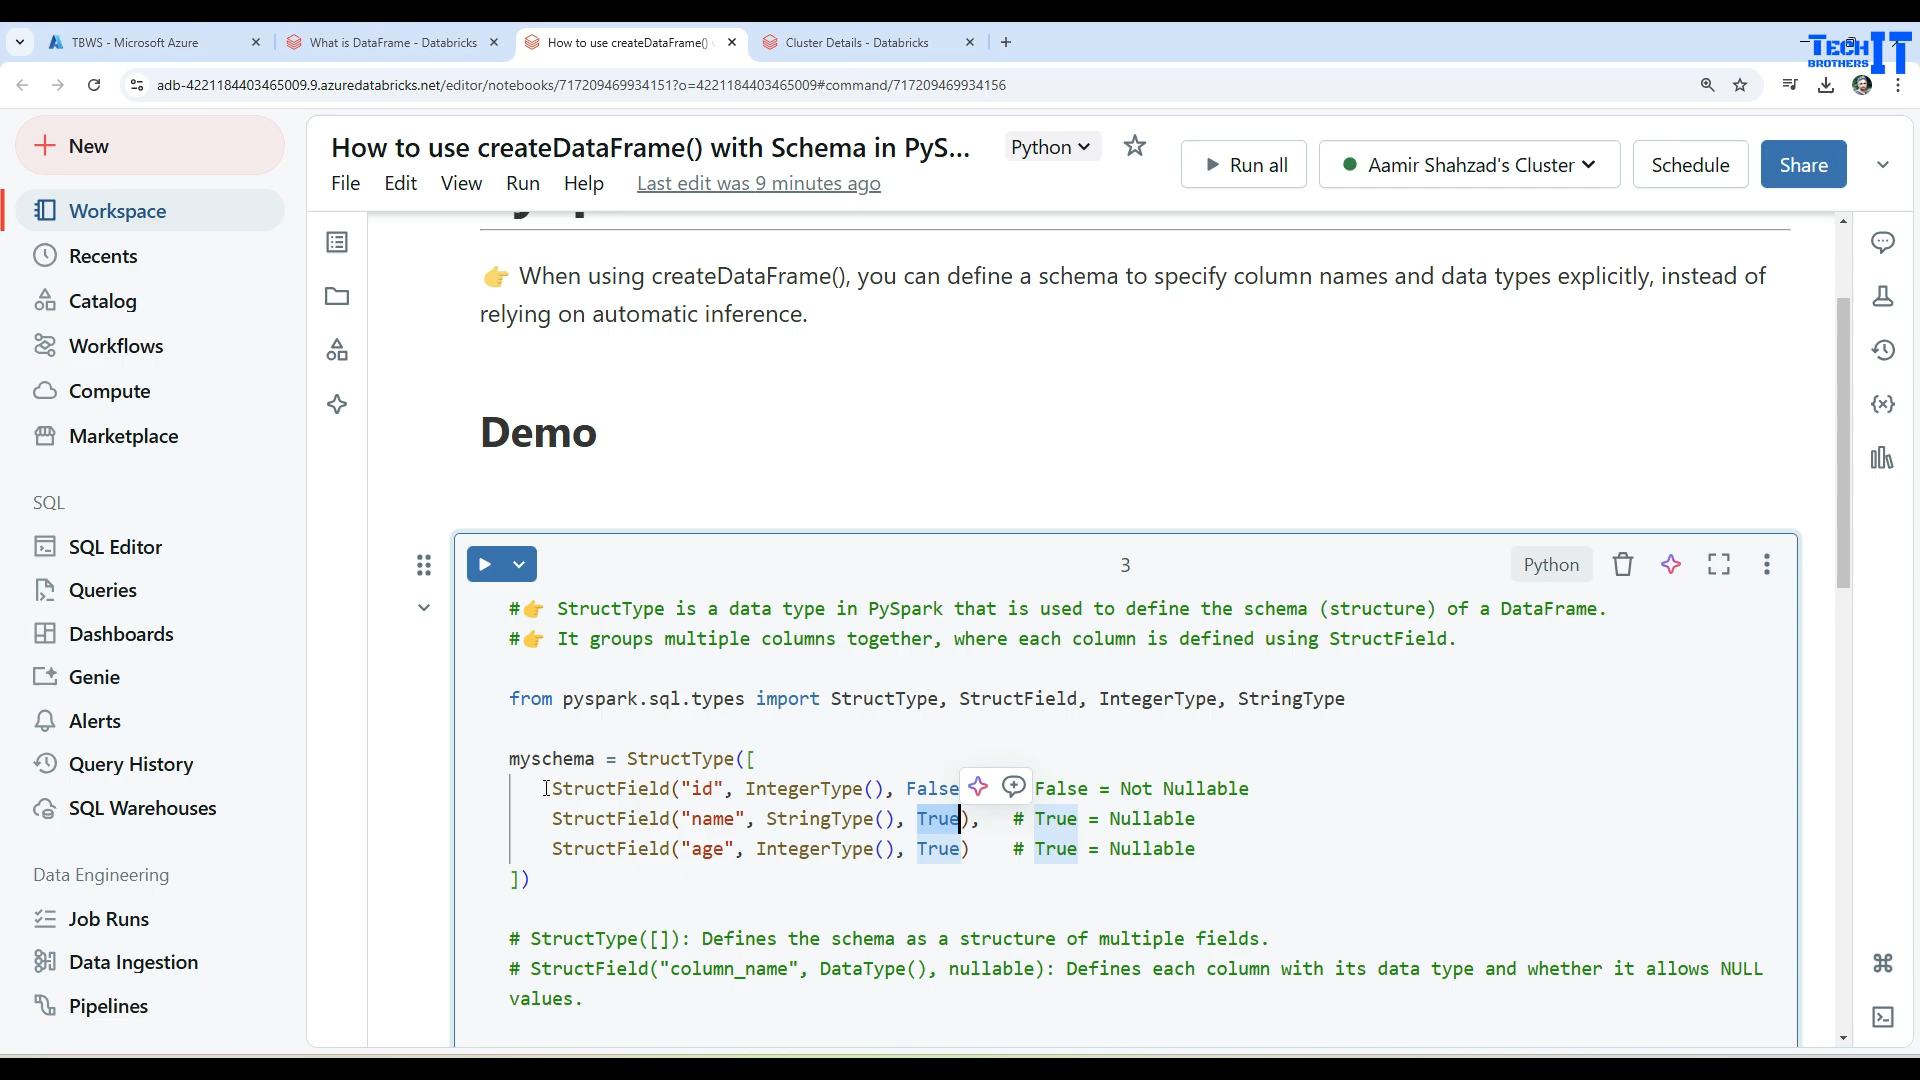 TBWS - Microsoft Azure
What is DataFrame - Databricks
How to use createDataFrame()
Cluster Details - Databricks
TECH
BROTHERS
IT
adb-4221184403465009.9.azuredatabricks.net/editor/notebooks/717209469934151?o=4221184403465009#command/717209469934156
New
Workspace
Recents
Catalog
Workflows
Compute
Marketplace
SQL
SQL Editor
Queries
Dashboards
Genie
Alerts
Query History
SQL Warehouses
Data Engineering
Job Runs
Data Ingestion
Pipelines
How to use createDataFrame() with Schema in PyS...
Python
File Edit View Run Help Last edit was 9 minutes ago
Run all
Aamir Shahzad's Cluster
Schedule
Share
👉 When using createDataFrame(), you can define a schema to specify column names and data types explicitly, instead of
relying on automatic inference.
Demo
3
Python
#👉 StructType is a data type in PySpark that is used to define the schema (structure) of a DataFrame.
#👉 It groups multiple columns together, where each column is defined using StructField.
from pyspark.sql.types import StructType, StructField, IntegerType, StringType
myschema = StructType([
StructField("id", IntegerType(), False False = Not Nullable
StructField("name", StringType(), True), # True = Nullable
StructField("age", IntegerType(), True) # True = Nullable
])
# StructType([]): Defines the schema as a structure of multiple fields.
# StructField("column_name", DataType(), nullable): Defines each column with its data type and whether it allows NULL
values.